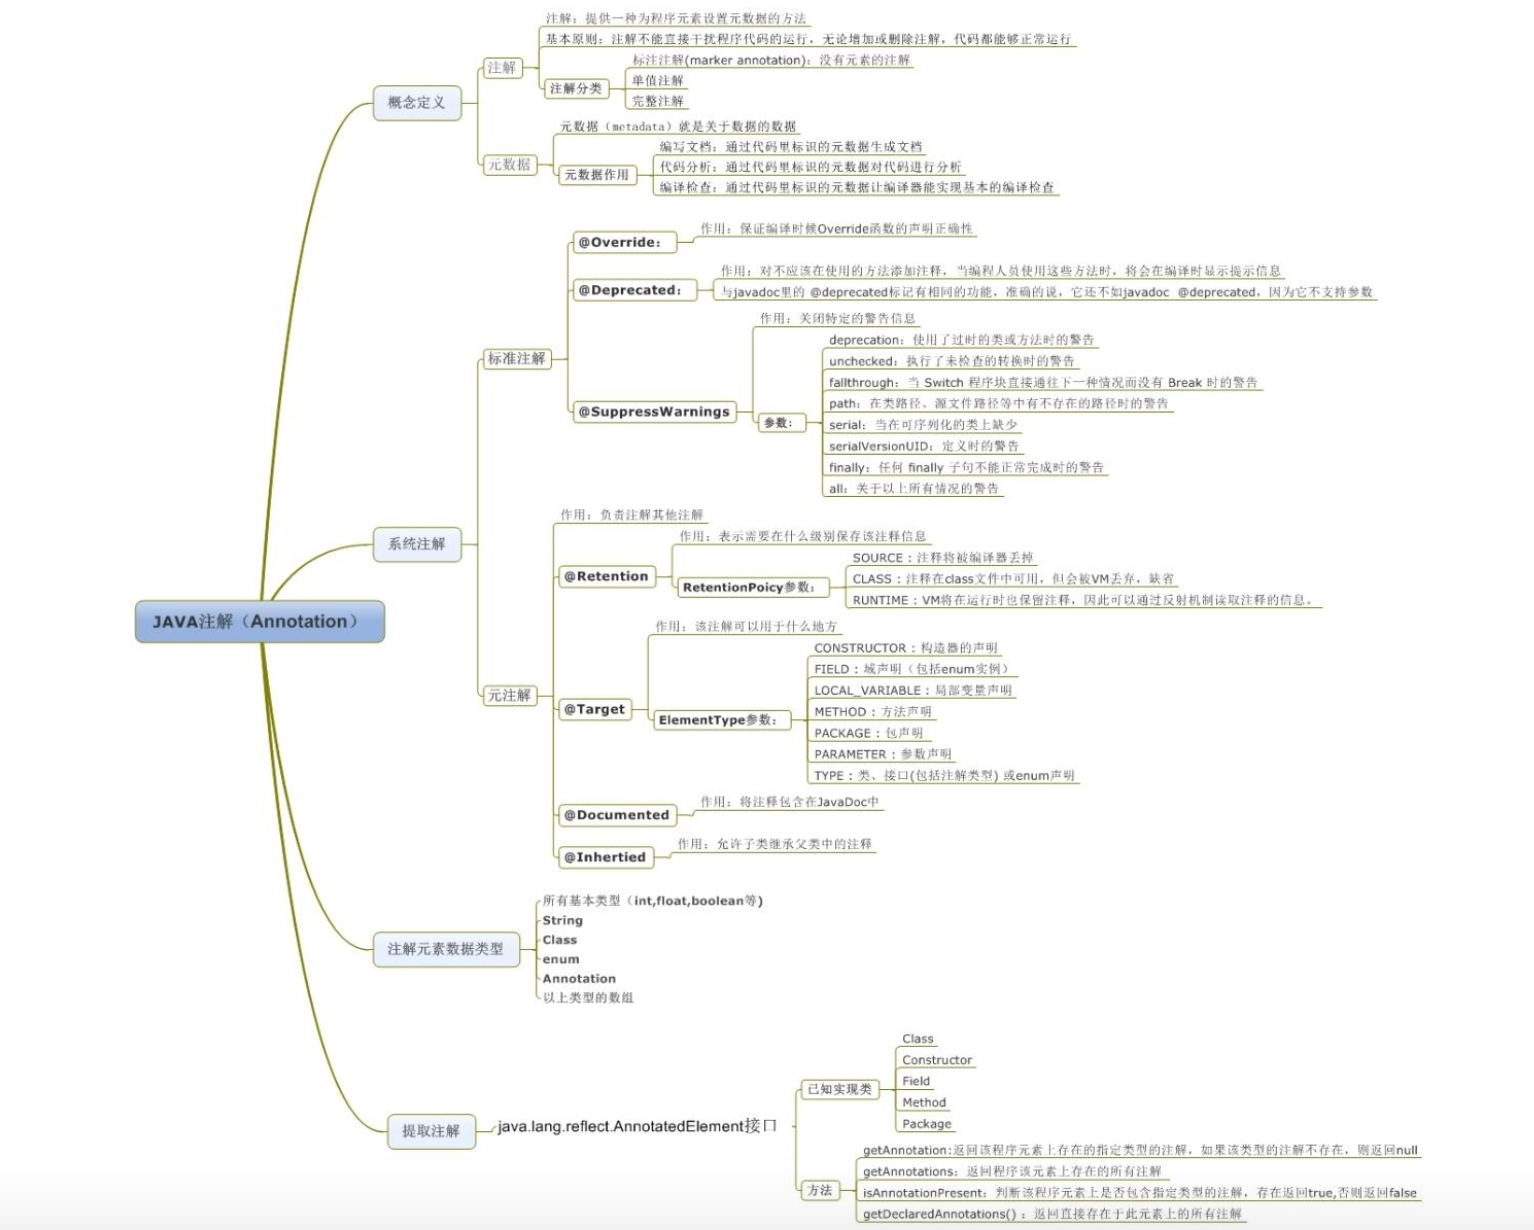 注解：提供一种为程序元素设置元数据的方法
基本原则：注解不能直接干扰程序代码的运行，无论增加或删除注解，代码都能够正常运行
注解
标注注解(marker annotation)：没有元素的注解
注解分类
单值注解
完整注解
概念定义
元数据（metadata）就是关于数据的数据
元数据
编写文档：通过代码里标识的元数据生成文档
元数据作用
代码分析：通过代码里标识的元数据对代码进行分析
编译检查：通过代码里标识的元数据让编译器能实现基本的编译检查
@Override：
作用：保证编译时候Override函数的声明正确性
@Deprecated：
作用：对不应该在使用的方法添加注释，当编程人员使用这些方法时，将会在编译时显示提示信息
与javadoc里的 @deprecated标记有相同的功能，准确的说，它还不如javadoc @deprecated，因为它不支持参数
标准注解
作用：关闭特定的警告信息
@SuppressWarnings
参数：
deprecation：使用了过时的类或方法时的警告
unchecked：执行了未检查的转换时的警告
fallthrough：当 Switch 程序块直接通往下一种情况而没有 Break 时的警告
path：在类路径、源文件路径等中有不存在的路径时的警告
serial：当在可序列化的类上缺少
serialVersionUID：定义时的警告
finally：任何 finally 子句不能正常完成时的警告
all：关于以上所有情况的警告
系统注解
作用：负责注解其他注解
@Retention
作用：表示需要在什么级别保存该注释信息
RetentionPoicy参数：
SOURCE：注释将被编译器丢掉
CLASS：注释在class文件中可用，但会被VM丢弃，缺省
RUNTIME：VM将在运行时也保留注释，因此可以通过反射机制读取注释的信息。
JAVA注解（Annotation）
元注解
作用：该注解可以用于什么地方
@Target
ElementType参数：
CONSTRUCTOR：构造器的声明
FIELD：域声明（包括enum实例）
LOCAL_VARIABLE：局部变量声明
METHOD：方法声明
PACKAGE：包声明
PARAMETER：参数声明
TYPE：类、接口(包括注解类型) 或enum声明
@Documented
作用：将注释包含在JavaDoc中
@Inhertied
作用：允许子类继承父类中的注释
注解元素数据类型
所有基本类型（int,float,boolean等)
String
Class
enum
Annotation
以上类型的数组
提取注解
java.lang.reflect.AnnotatedElement接口
已知实现类
Class
Constructor
Field
Method
Package
方法
getAnnotation:返回该程序元素上存在的指定类型的注解，如果该类型的注解不存在，则返回null
getAnnotations：返回程序该元素上存在的所有注解
isAnnotationPresent：判断该程序元素上是否包含指定类型的注解，存在返回true,否则返回false
getDeclaredAnnotations() ：返回直接存在于此元素上的所有注解